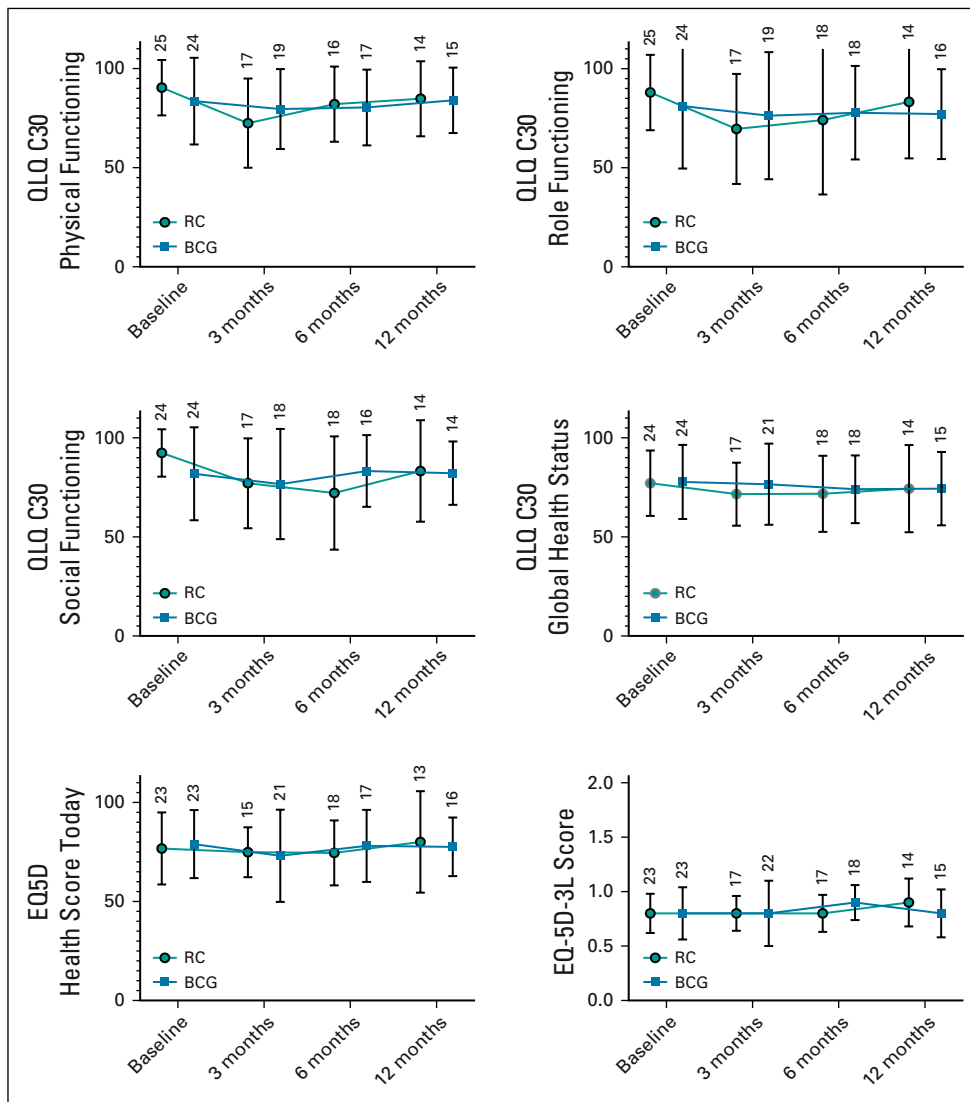 QLQ C30
Physical Functioning
100
50
0
25
24
17
19
16
17
14
15
RC
BCG
Baseline
3 months
6 months
12 months
QLQ C30
Role Functioning
100
50
0
25
24
17
19
18
18
14
16
RC
BCG
Baseline
3 months
6 months
12 months
QLQ C30
Social Functioning
100
50
0
24
24
17
18
18
16
14
14
RC
BCG
Baseline
3 months
6 months
12 months
QLQ C30
Global Health Status
100
50
0
24
24
17
21
18
18
14
15
RC
BCG
Baseline
3 months
6 months
12 months
EQ5D
Health Score Today
100
50
0
23
23
15
21
18
17
13
16
RC
BCG
Baseline
3 months
6 months
12 months
EQ-5D-3L Score
2.0
1.5
1.0
0.5
0.0
23
23
17
22
17
18
14
15
RC
BCG
Baseline
3 months
6 months
12 months